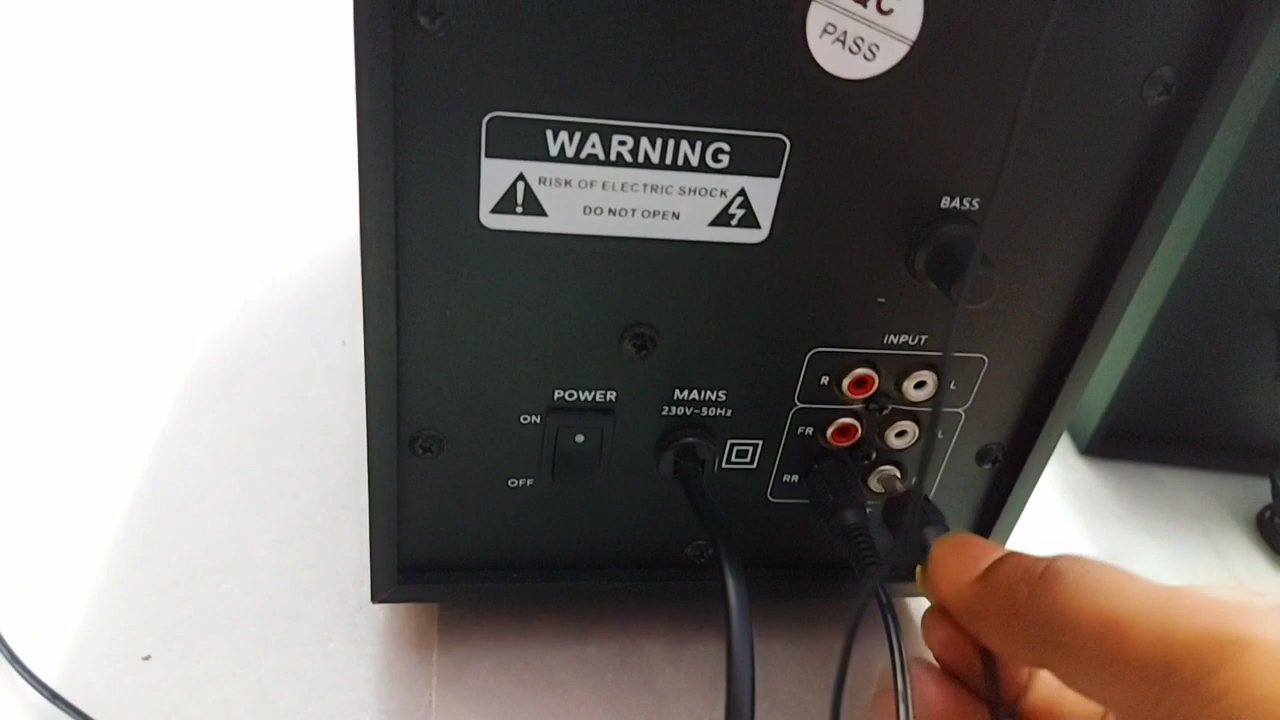 PASS
WARNING
RISK OF ELECTRIC SHOCK
DO NOT OPEN
BASS
INPUT
R L
POWER MAINS
230V~50Hz
ON
FR L
OFF
RR